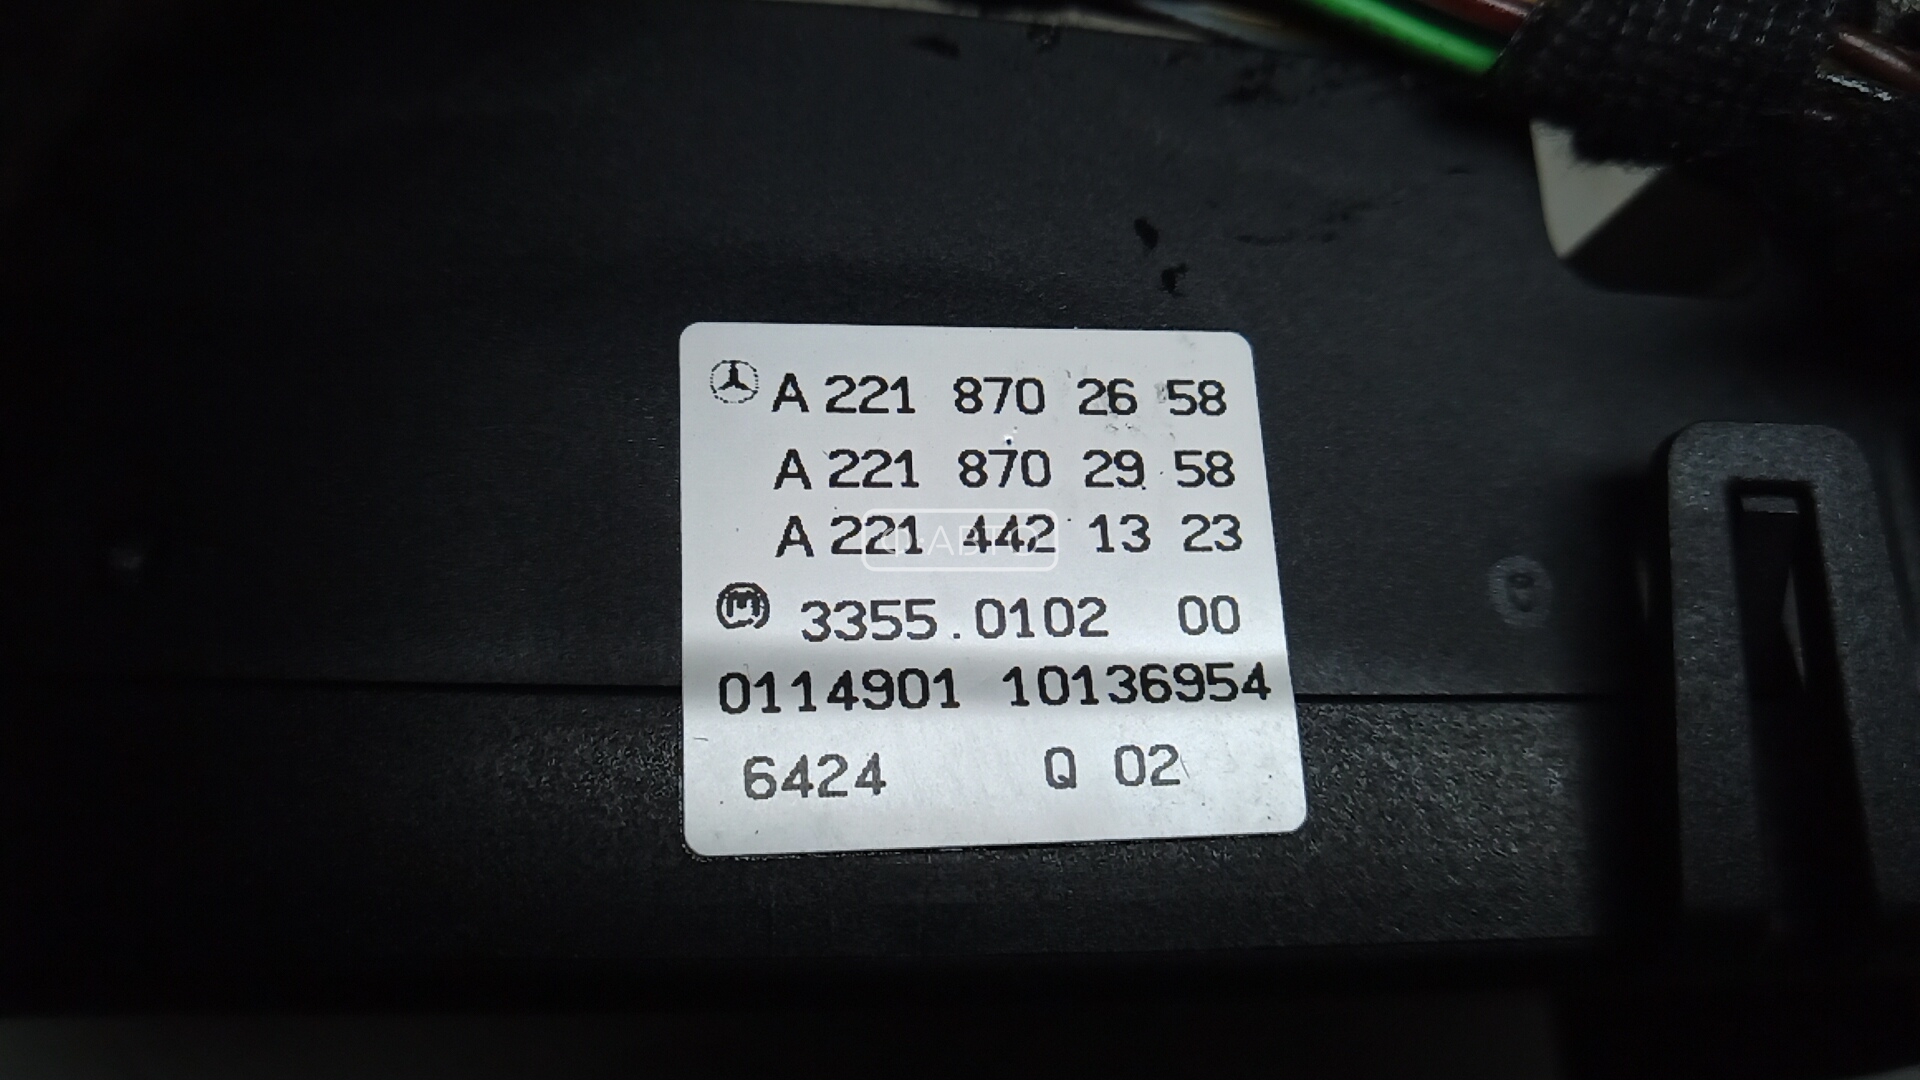 A 221 870 26 58
A 221 870 29 58
A 221 442 13 23
M 3355.0102 00
0114901 10136954
6424 Q 02